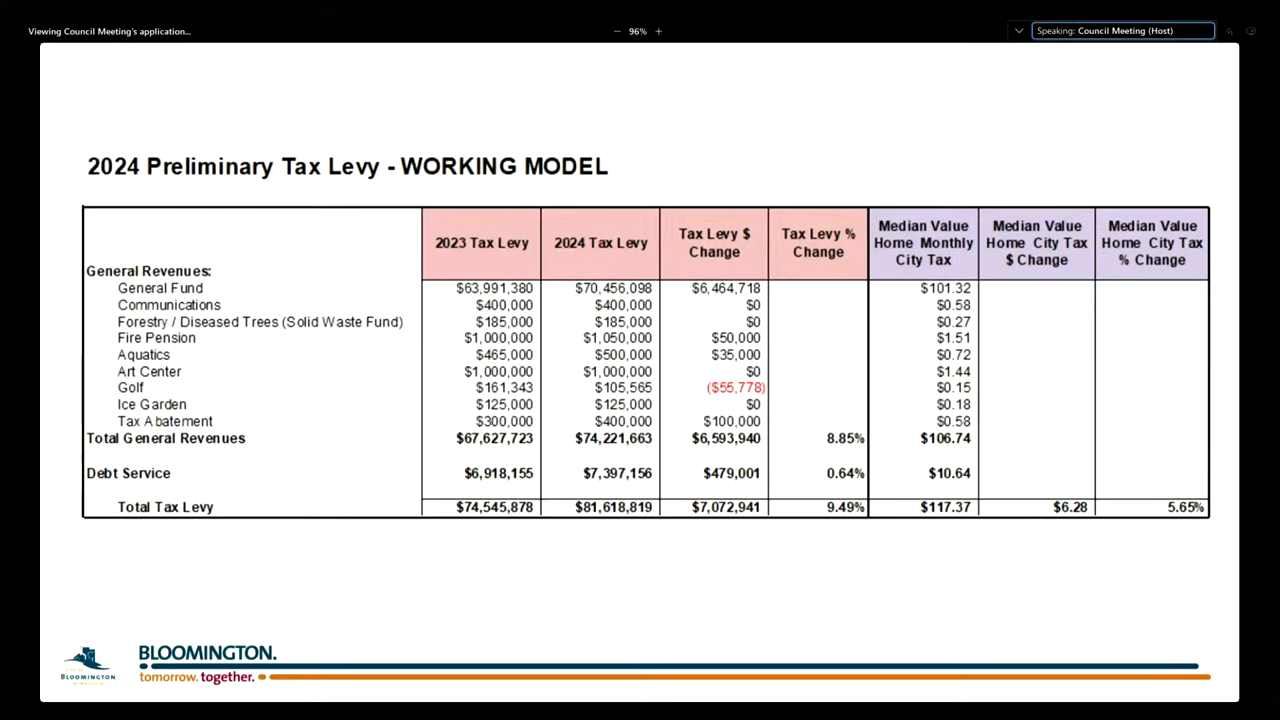 Viewing Council Meeting's application...
96%
Speaking: Council Meeting (Host)
2024 Preliminary Tax Levy - WORKING MODEL
2023 Tax Levy 2024 Tax Levy Tax Levy $ Change Tax Levy % Change Median Value Home Monthly City Tax Median Value Home City Tax $ Change Median Value Home City Tax % Change
General Revenues:
General Fund $63,991,380 $70,456,098 $6,464,718 $101.32
Communications $400,000 $400,000 $0 $0.58
Forestry / Diseased Trees (Solid Waste Fund) $185,000 $185,000 $0 $0.27
Fire Pension $1,000,000 $1,050,000 $50,000 $1.51
Aquatics $465,000 $500,000 $35,000 $0.72
Art Center $1,000,000 $1,000,000 $0 $1.44
Golf $161,343 $105,565 ($55,778) $0.15
Ice Garden $125,000 $125,000 $0 $0.18
Tax Abatement $300,000 $400,000 $100,000 $0.58
Total General Revenues $67,627,723 $74,221,663 $6,593,940 8.85% $106.74
Debt Service $6,918,155 $7,397,156 $479,001 0.64% $10.64
Total Tax Levy $74,545,878 $81,618,819 $7,072,941 9.49% $117.37 $6.28 5.65%
BLOOMINGTON.
tomorrow. together.
BLOOMINGTON